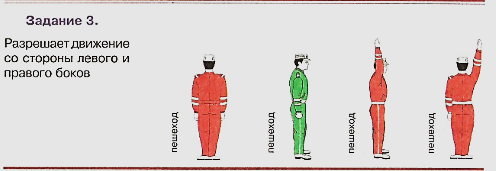 Задание 3.
Разрешает движение
со стороны левого и
правого боков
пешеход
пешеход
пешеход
пешеход